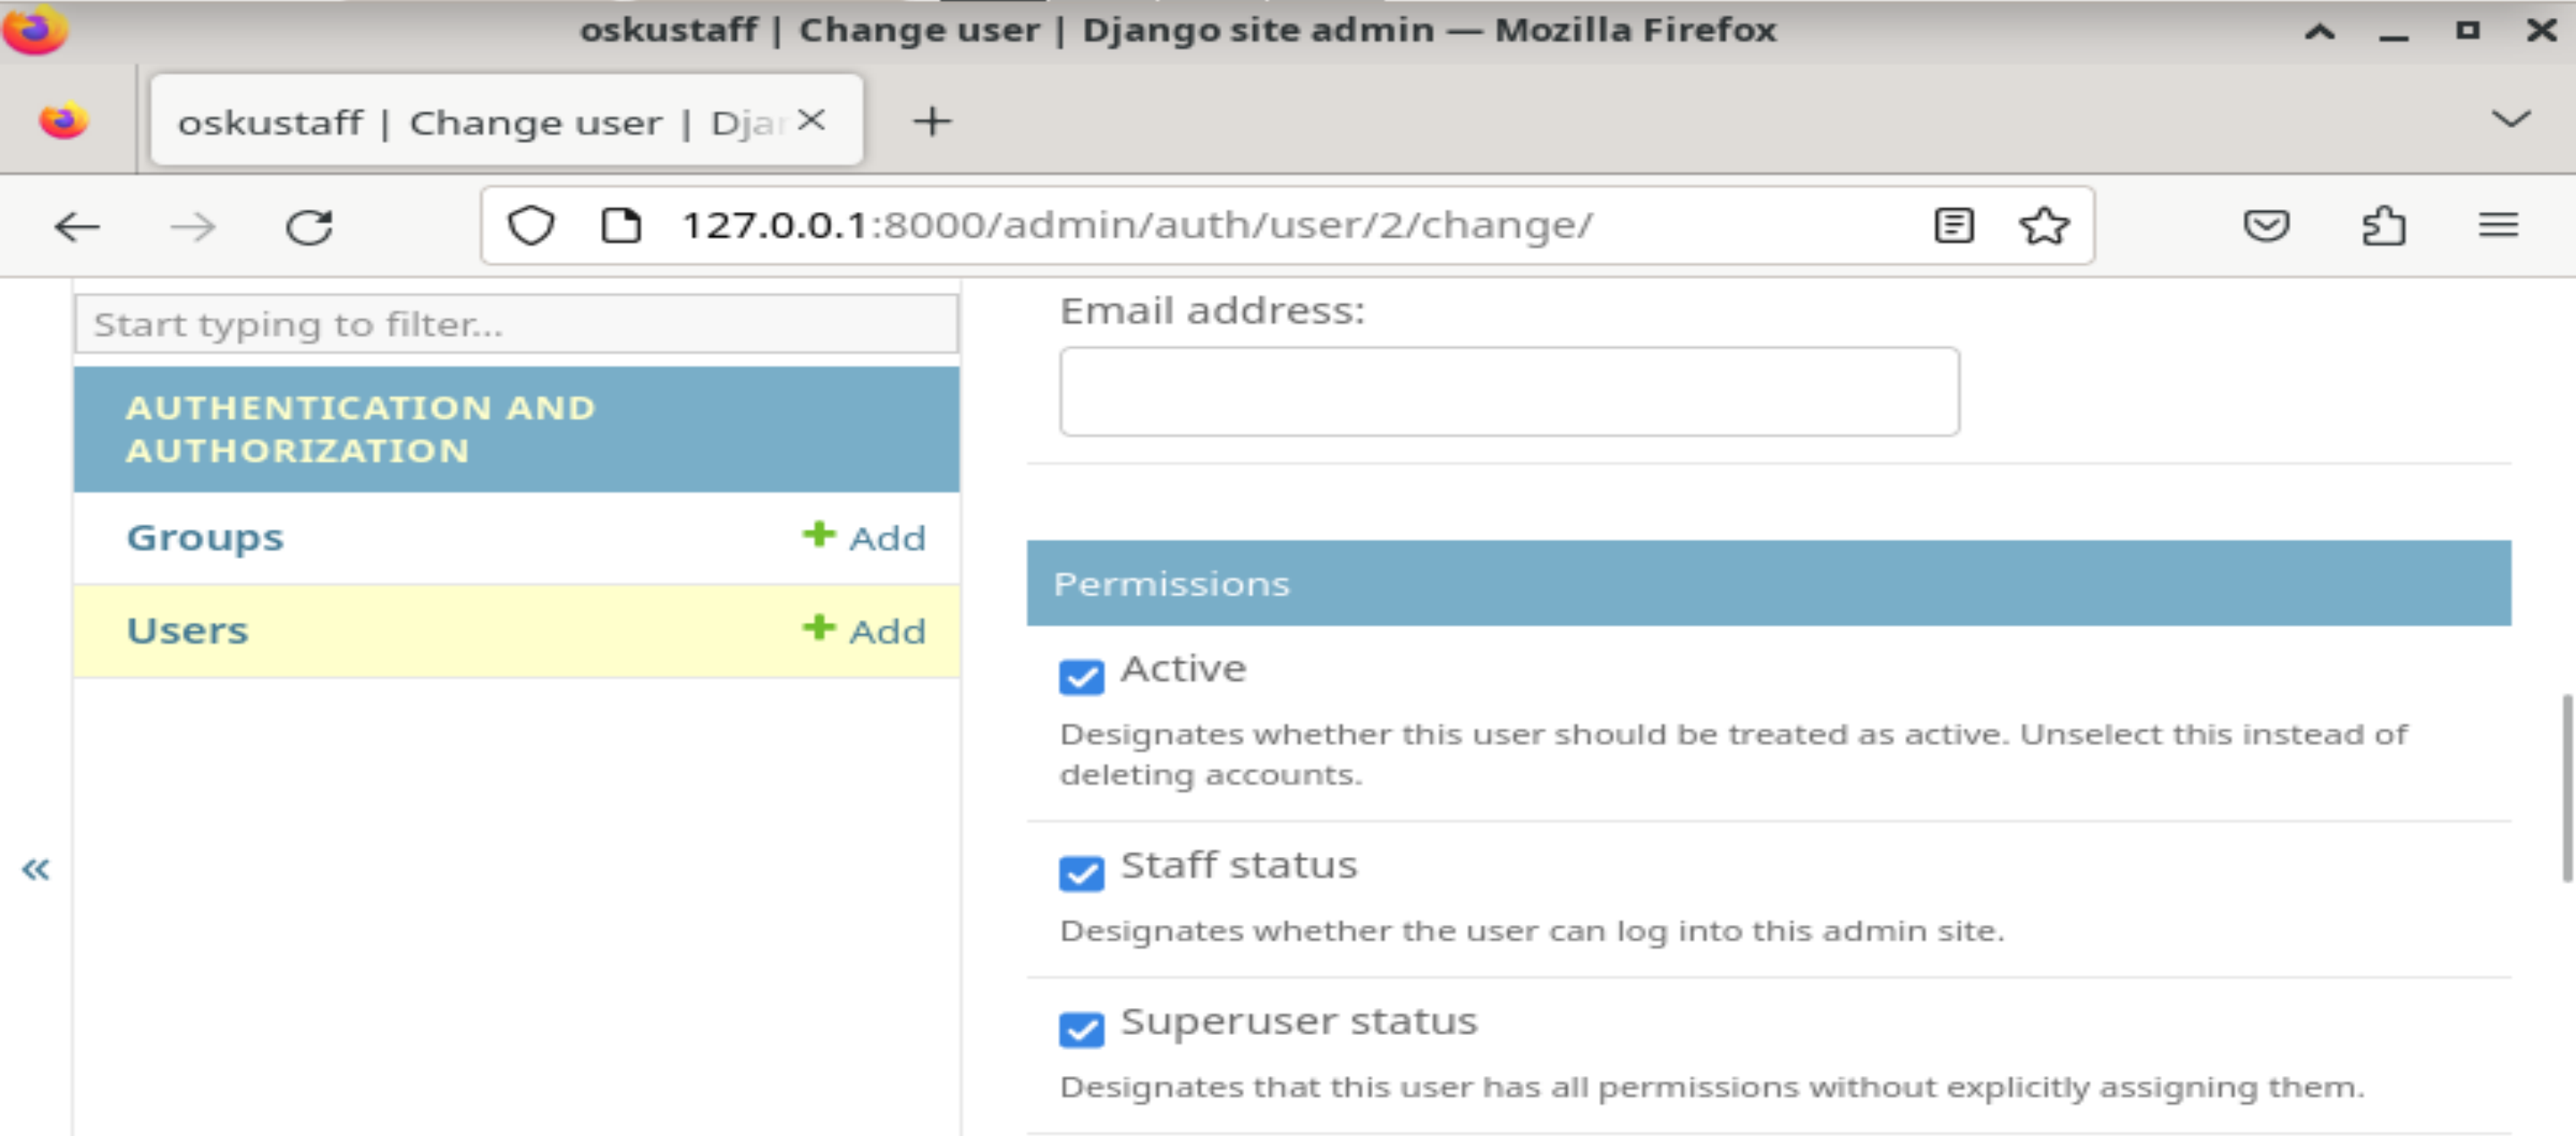 oskustaff | Change user | Django site admin — Mozilla Firefox
oskustaff | Change user | Djan
127.0.0.1:8000/admin/auth/user/2/change/
Start typing to filter...
AUTHENTICATION AND
AUTHORIZATION
Groups
Add
Users
Add
«
Email address:
Permissions
Active
Designates whether this user should be treated as active. Unselect this instead of
deleting accounts.
Staff status
Designates whether the user can log into this admin site.
Superuser status
Designates that this user has all permissions without explicitly assigning them.